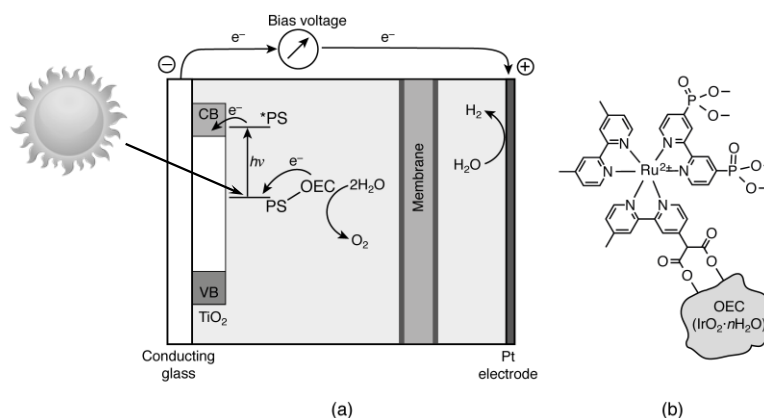 Bias voltage
e⁻
e⁻
−
+
CB
e⁻
*PS
hν
e⁻
PS
OEC
2H₂O
O₂
VB
TiO₂
Membrane
H₂
H₂O
Conducting
glass
Pt
electrode
(a)
O
P
O−
O−
O
P
O−
O−
N
N
N
N
N
N
Ru²⁺
O
O
O
O
OEC
(IrO₂·nH₂O)
(b)